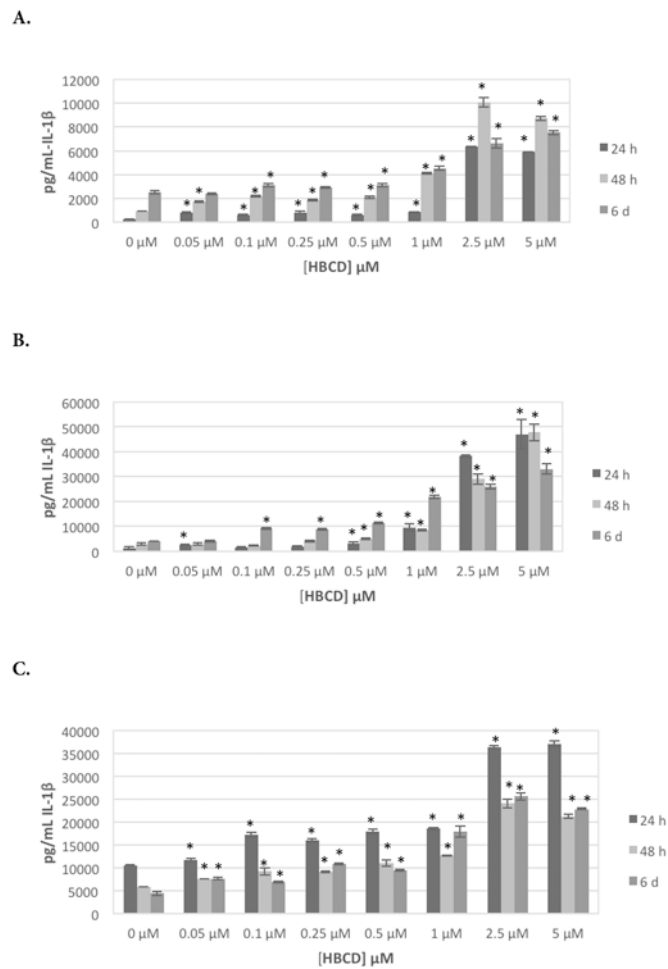 A.
pg/mL-IL-1β
12000
10000
8000
6000
4000
2000
0
* * * * * * * * * * * * * * * * * * * *
0 µM 0.05 µM 0.1 µM 0.25 µM 0.5 µM 1 µM 2.5 µM 5 µM
[HBCD] µM
24 h
48 h
6 d
B.
pg/mL IL-1β
60000
50000
40000
30000
20000
10000
0
* * * * * * * * * * * * * * *
0 µM 0.05 µM 0.1 µM 0.25 µM 0.5 µM 1 µM 2.5 µM 5 µM
[HBCD] µM
24 h
48 h
6 d
C.
pg/mL IL-1β
40000
35000
30000
25000
20000
15000
10000
5000
0
* * * * * * * * * * * * * * * * * * * *
0 µM 0.05 µM 0.1 µM 0.25 µM 0.5 µM 1 µM 2.5 µM 5 µM
[HBCD] µM
24 h
48 h
6 d